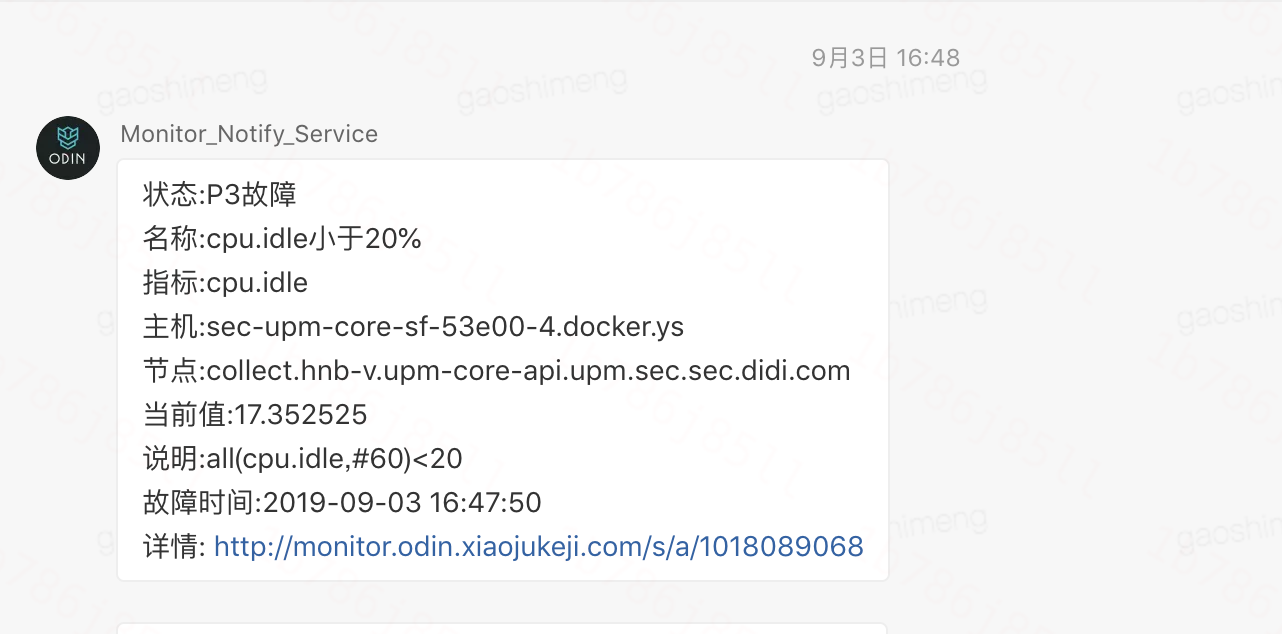 9月3日 16:48
gaoshimeng gaoshimeng gaoshimeng gaoshim
Monitor_Notify_Service
ODIN
状态:P3故障
名称:cpu.idle小于20%
指标:cpu.idle
主机:sec-upm-core-sf-53e00-4.docker.ys
节点:collect.hnb-v.upm-core-api.upm.sec.sec.didi.com
当前值:17.352525
说明:all(cpu.idle,#60)<20
故障时间:2019-09-03 16:47:50
详情: http://monitor.odin.xiaojukeji.com/s/a/1018089068